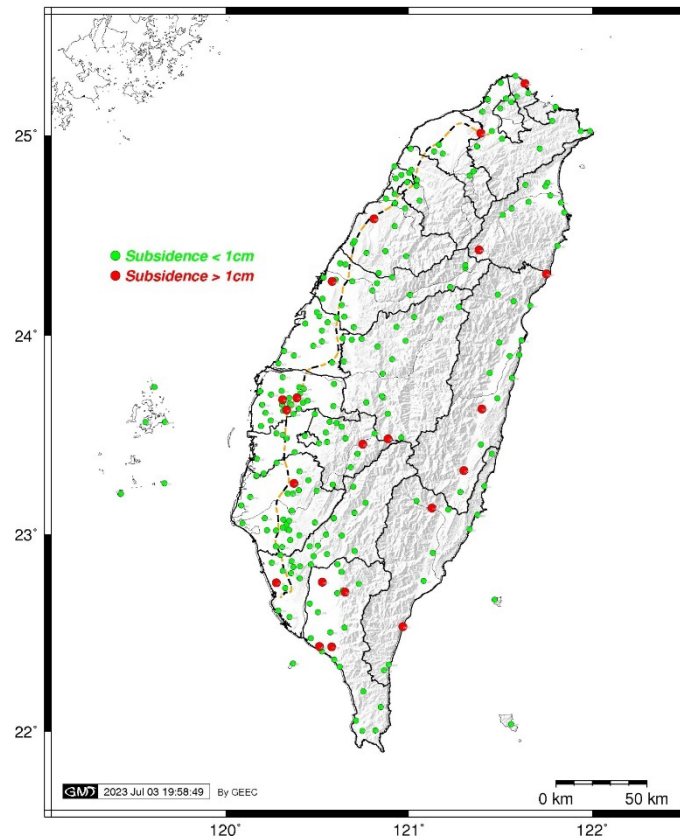 25°
Subsidence < 1cm
Subsidence > 1cm
24°
23°
22°
GMT 2023 Jul 03 19:58:49 By GEEC
0 km 50 km
120° 121° 122°